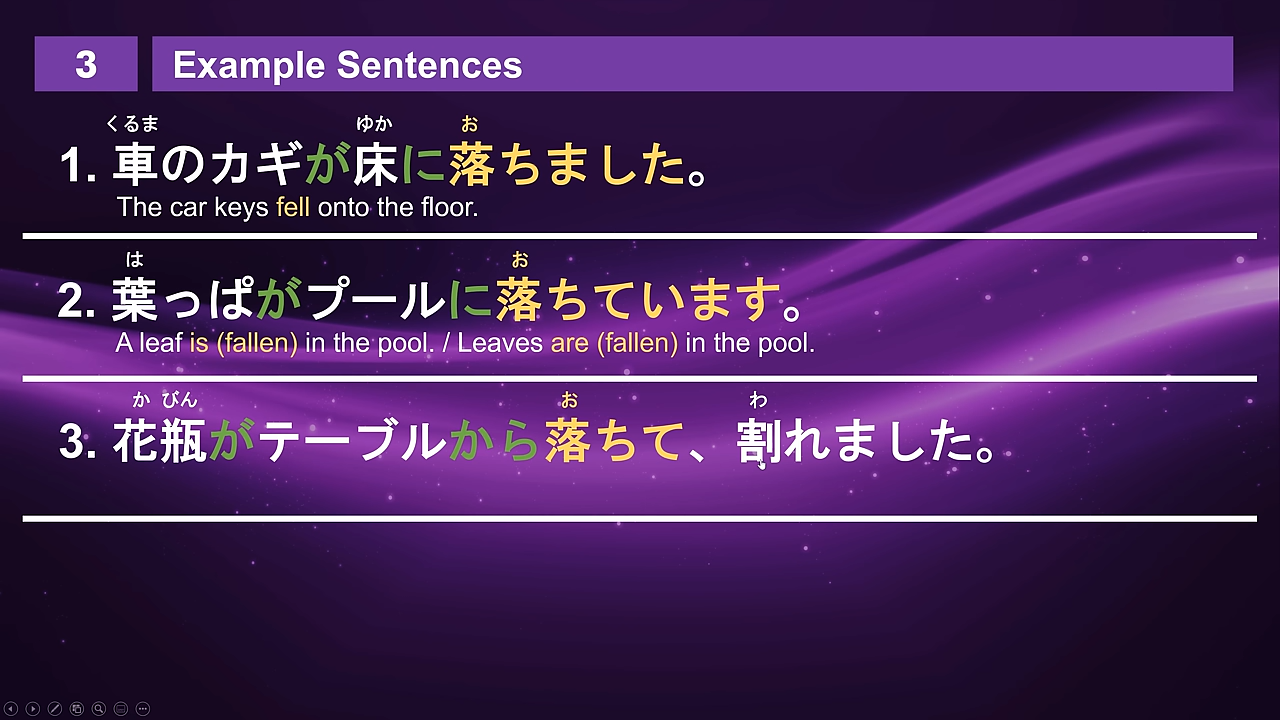 3
Example Sentences
くるま ゆか お
1. 車のカギが床に落ちました。
The car keys fell onto the floor.
は お
2. 葉っぱがプールに落ちています。
A leaf is (fallen) in the pool. / Leaves are (fallen) in the pool.
か びん お わ
3. 花瓶がテーブルから落ちて、割れました。